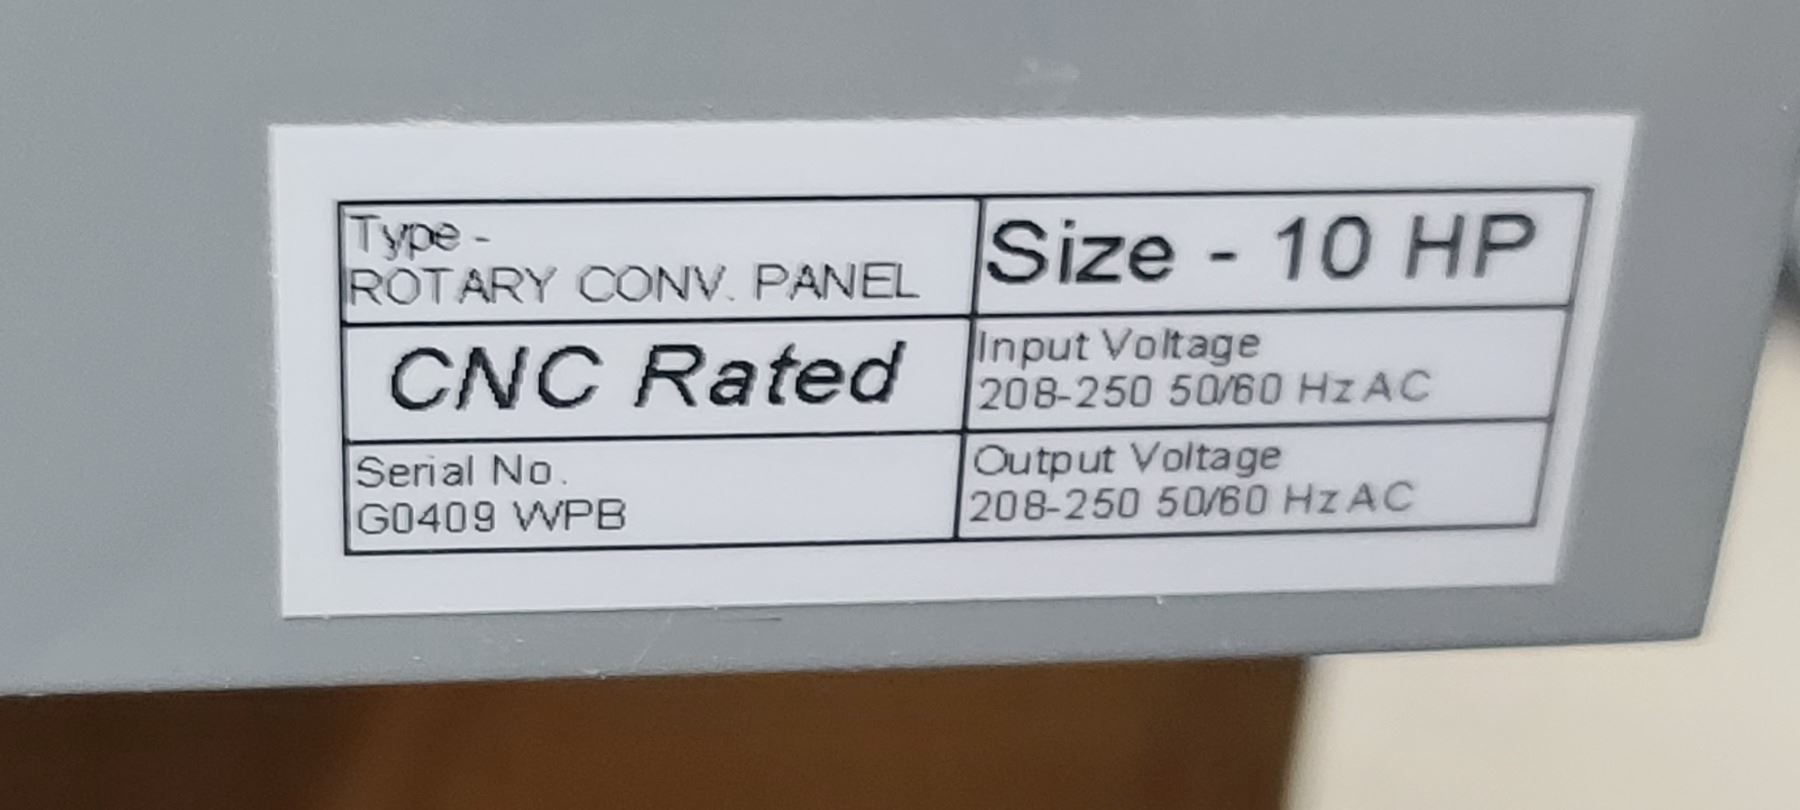 Type -
ROTARY CONV. PANEL
Size - 10 HP
CNC Rated
Input Voltage
208-250 50/60 Hz AC
Serial No.
G0409 WPB
Output Voltage
208-250 50/60 Hz AC